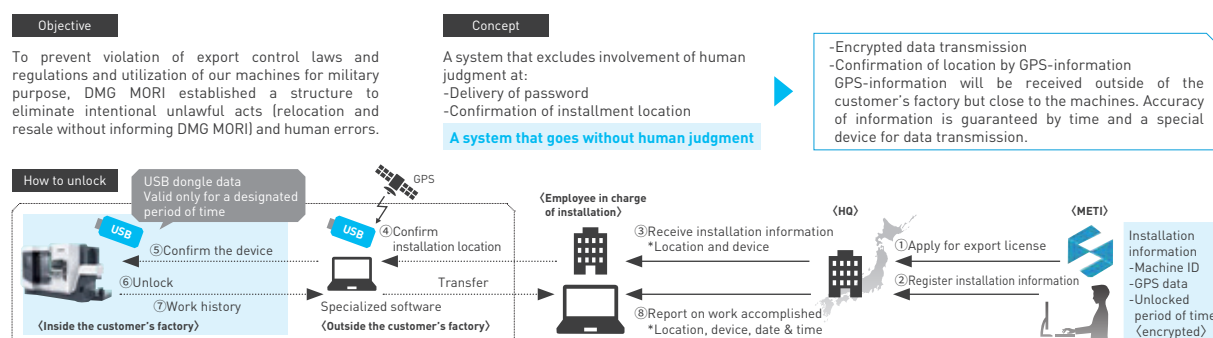 Objective
To prevent violation of export control laws and
regulations and utilization of our machines for military
purpose, DMG MORI established a structure to
eliminate intentional unlawful acts (relocation and
resale without informing DMG MORI) and human errors.
Concept
A system that excludes involvement of human
judgment at:
-Delivery of password
-Confirmation of installment location
A system that goes without human judgment
-Encrypted data transmission
-Confirmation of location by GPS-information
GPS-information will be received outside of the
customer's factory but close to the machines. Accuracy
of information is guaranteed by time and a special
device for data transmission.
How to unlock
USB dongle data
Valid only for a designated
period of time
USB
⑤Confirm the device
⑥Unlock
⑦Work history
〈Inside the customer's factory〉
GPS
USB
④Confirm
installation location
Transfer
Specialized software
〈Outside the customer's factory〉
〈Employee in charge
of installation〉
③Receive installation information
*Location and device
⑧Report on work accomplished
*Location, device, date & time
〈HQ〉
①Apply for export license
②Register installation information
〈METI〉
Installation
information
-Machine ID
-GPS data
-Unlocked
period of time
〈encrypted〉